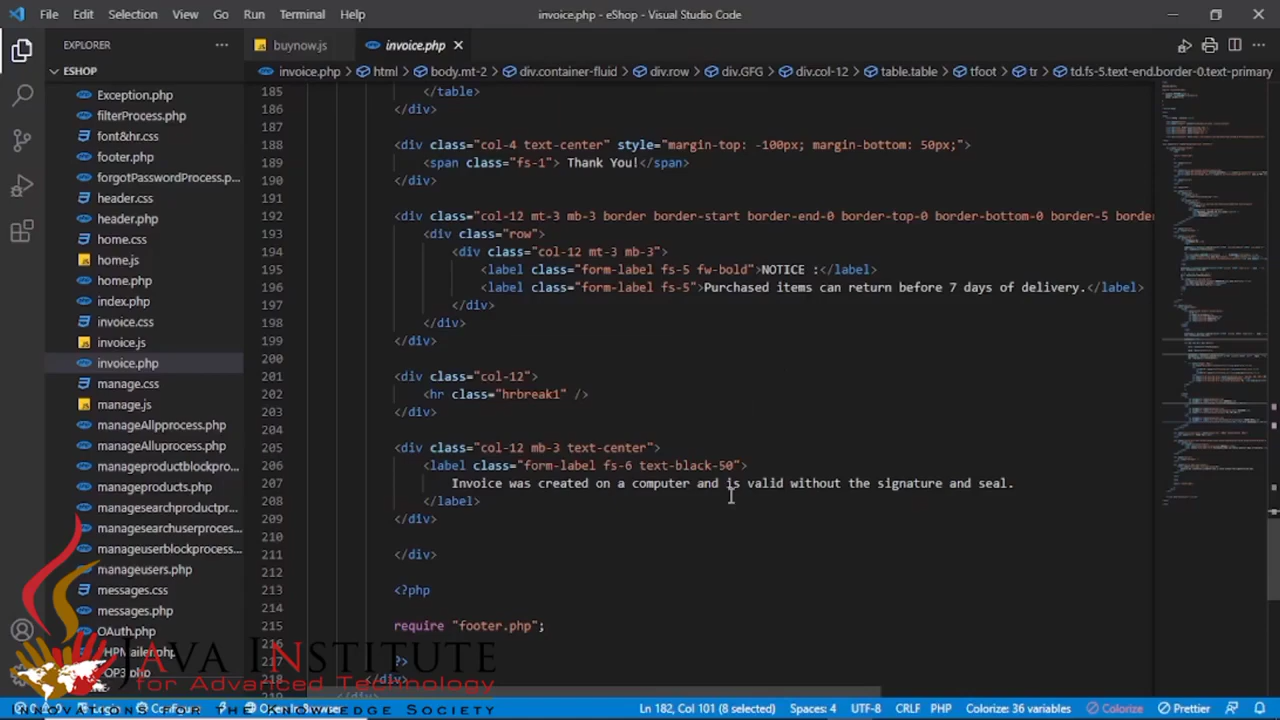 File Edit Selection View Go Run Terminal Help invoice.php - eShop - Visual Studio Code
EXPLORER
buynow.js
invoice.php
ESHOP
invoice.php > html > body.mt-2 > div.container-fluid > div.row > div.GFG > div.col-12 > table.table > tfoot > tr > td.fs-5.text-end.border-0.text-primary
Exception.php
filterProcess.php
font&hr.css
footer.php
forgotPasswordProcess.p...
header.css
header.php
home.css
home.js
home.php
index.php
invoice.css
invoice.js
invoice.php
manage.css
manage.js
manageAllpprocess.php
manageAlluprocess.php
manageproductblockpro...
manageproducts.php
managesearchproductpr...
managesearchuserproces...
manageuserblockprocess...
manageusers.php
messages.css
messages.php
OAuth.php
185 </table>
186 </div>
187
188 <div class="col-4 text-center" style="margin-top: -100px; margin-bottom: 50px;">
189 <span class="fs-1"> Thank You!</span>
190 </div>
191
192 <div class="col-12 mt-3 mb-3 border border-start border-end-0 border-top-0 border-bottom-0 border-5 border
193 <div class="row">
194 <div class="col-12 mt-3 mb-3">
195 <label class="form-label fs-5 fw-bold">NOTICE :</label>
196 <label class="form-label fs-5">Purchased items can return before 7 days of delivery.</label>
197 </div>
198 </div>
199 </div>
200
201 <div class="col-12">
202 <hr class="hrbreak1" />
203 </div>
204
205 <div class="col-12 mb-3 text-center">
206 <label class="form-label fs-6 text-black-50">
207 Invoice was created on a computer and is valid without the signature and seal.
208 </label>
209 </div>
210
211 </div>
212
213 <?php
214
215 require "footer.php";
216
217 ?>
218 </div>
JAVA INSTITUTE
for Advanced Technology
INNOVATIONS FOR THE KNOWLEDGE SOCIETY
Ln 182, Col 101 (8 selected) Spaces: 4 UTF-8 CRLF PHP Colorize: 36 variables Colorize Prettier